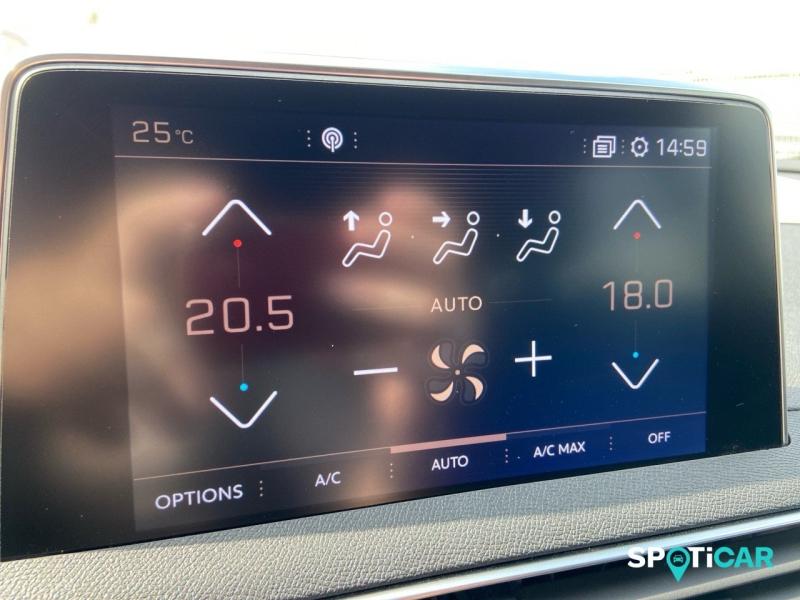 25°C
14:59
20.5
AUTO
18.0
OPTIONS A/C AUTO A/C MAX OFF
SPOTiCAR